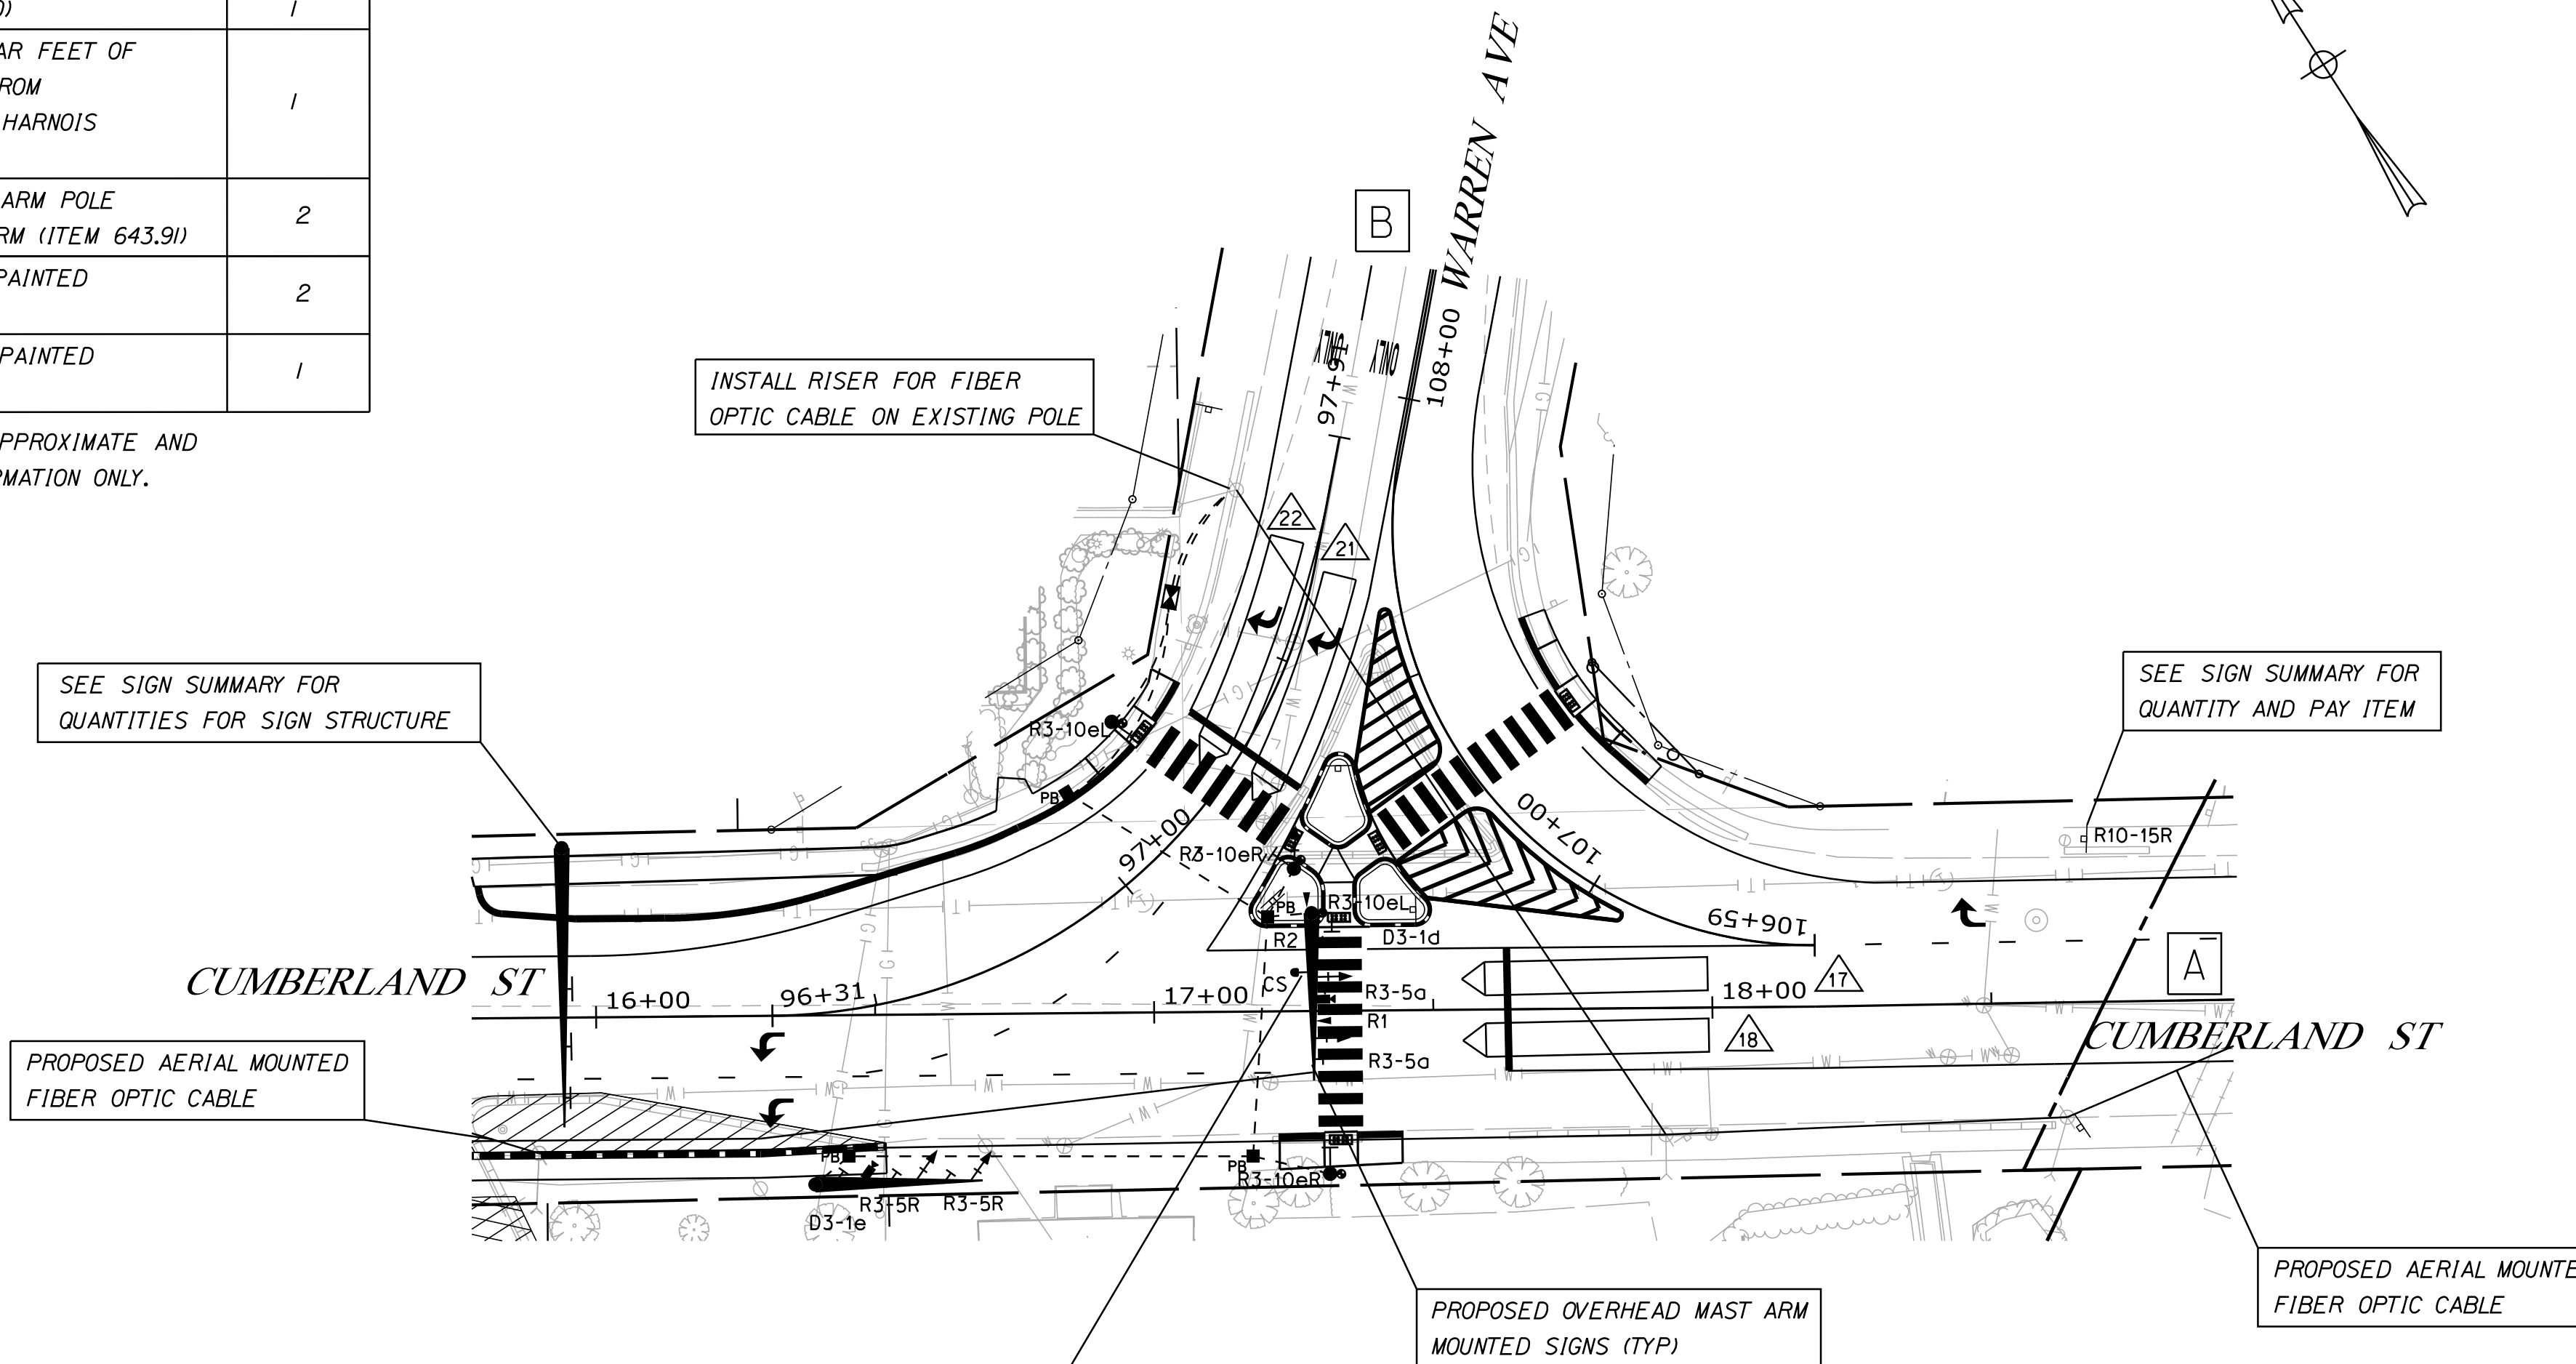 1
AR FEET OF
ROM
HARNOIS
1
ARM POLE
RM (ITEM 643.91)
2
PAINTED
2
PAINTED
1
PPROXIMATE AND
RMATION ONLY.
WARREN AVE
B
108+00
ONLY
ONLY
97+91
INSTALL RISER FOR FIBER
OPTIC CABLE ON EXISTING POLE
22
21
SEE SIGN SUMMARY FOR
QUANTITIES FOR SIGN STRUCTURE
SEE SIGN SUMMARY FOR
QUANTITY AND PAY ITEM
R3-10eL
PB
97+00
R3-10eR
107+00
R10-15R
PB
R3-10eL
R2
D3-1d
106+59
CUMBERLAND ST
16+00
96+31
17+00
CS
R3-5a
18+00
17
A
R1
18
CUMBERLAND ST
R3-5a
PROPOSED AERIAL MOUNTED
FIBER OPTIC CABLE
PB
PB
R3-10eR
R3-5R
R3-5R
D3-1e
PROPOSED OVERHEAD MAST ARM
MOUNTED SIGNS (TYP)
PROPOSED AERIAL MOUNTE
FIBER OPTIC CABLE